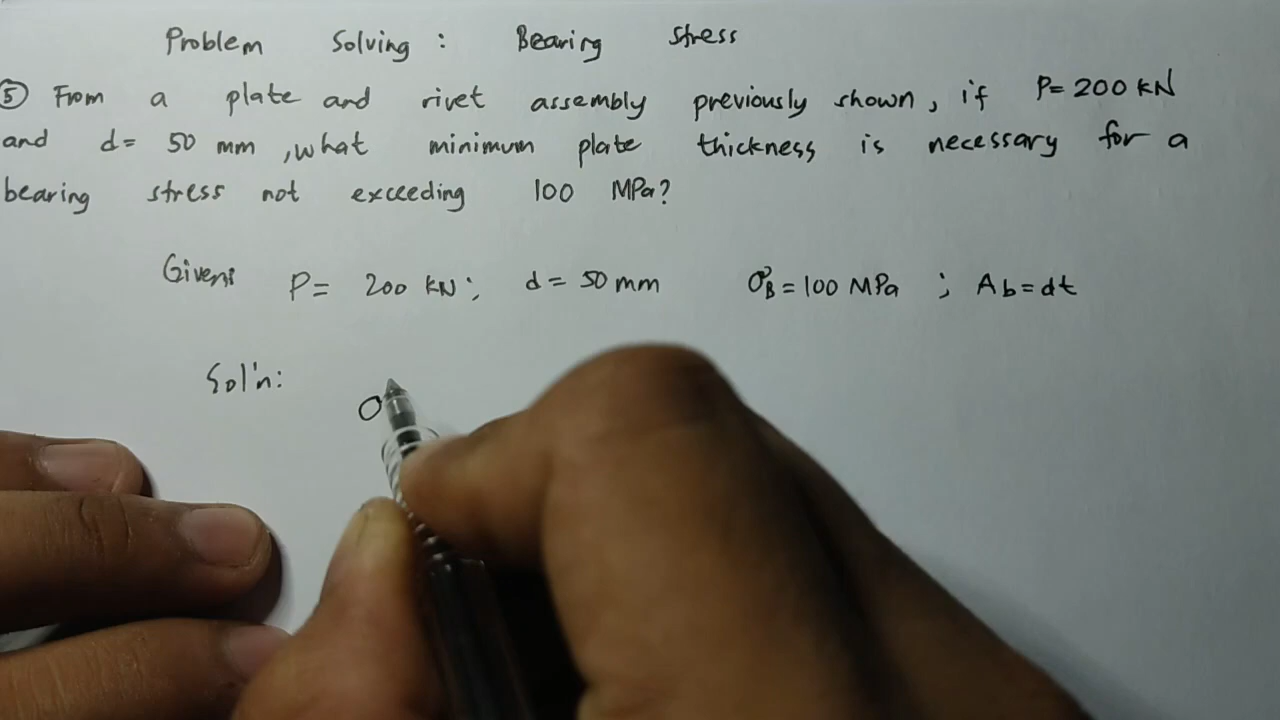 Problem Solving : Bearing stress
⑤ From a plate and rivet assembly previously shown, if P= 200 kN
and d= 50 mm, what minimum plate thickness is necessary for a
bearing stress not exceeding 100 MPa?
Given: P= 200 kN; d= 50 mm σB = 100 MPa ; Ab = dt
Sol'n:
σ